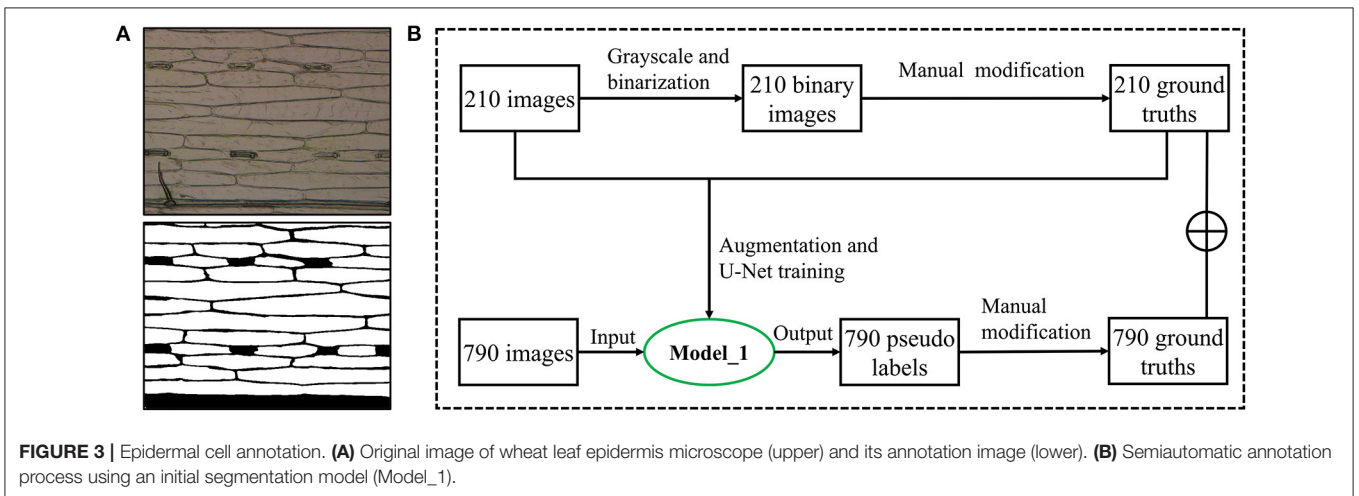 A
B
Grayscale and
binarization
Manual modification
210 images
210 binary
images
210 ground
truths
Augmentation and
U-Net training
790 images
Input
Model_1
Output
790 pseudo
labels
Manual
modification
790 ground
truths
FIGURE 3 | Epidermal cell annotation. (A) Original image of wheat leaf epidermis microscope (upper) and its annotation image (lower). (B) Semiautomatic annotation
process using an initial segmentation model (Model_1).